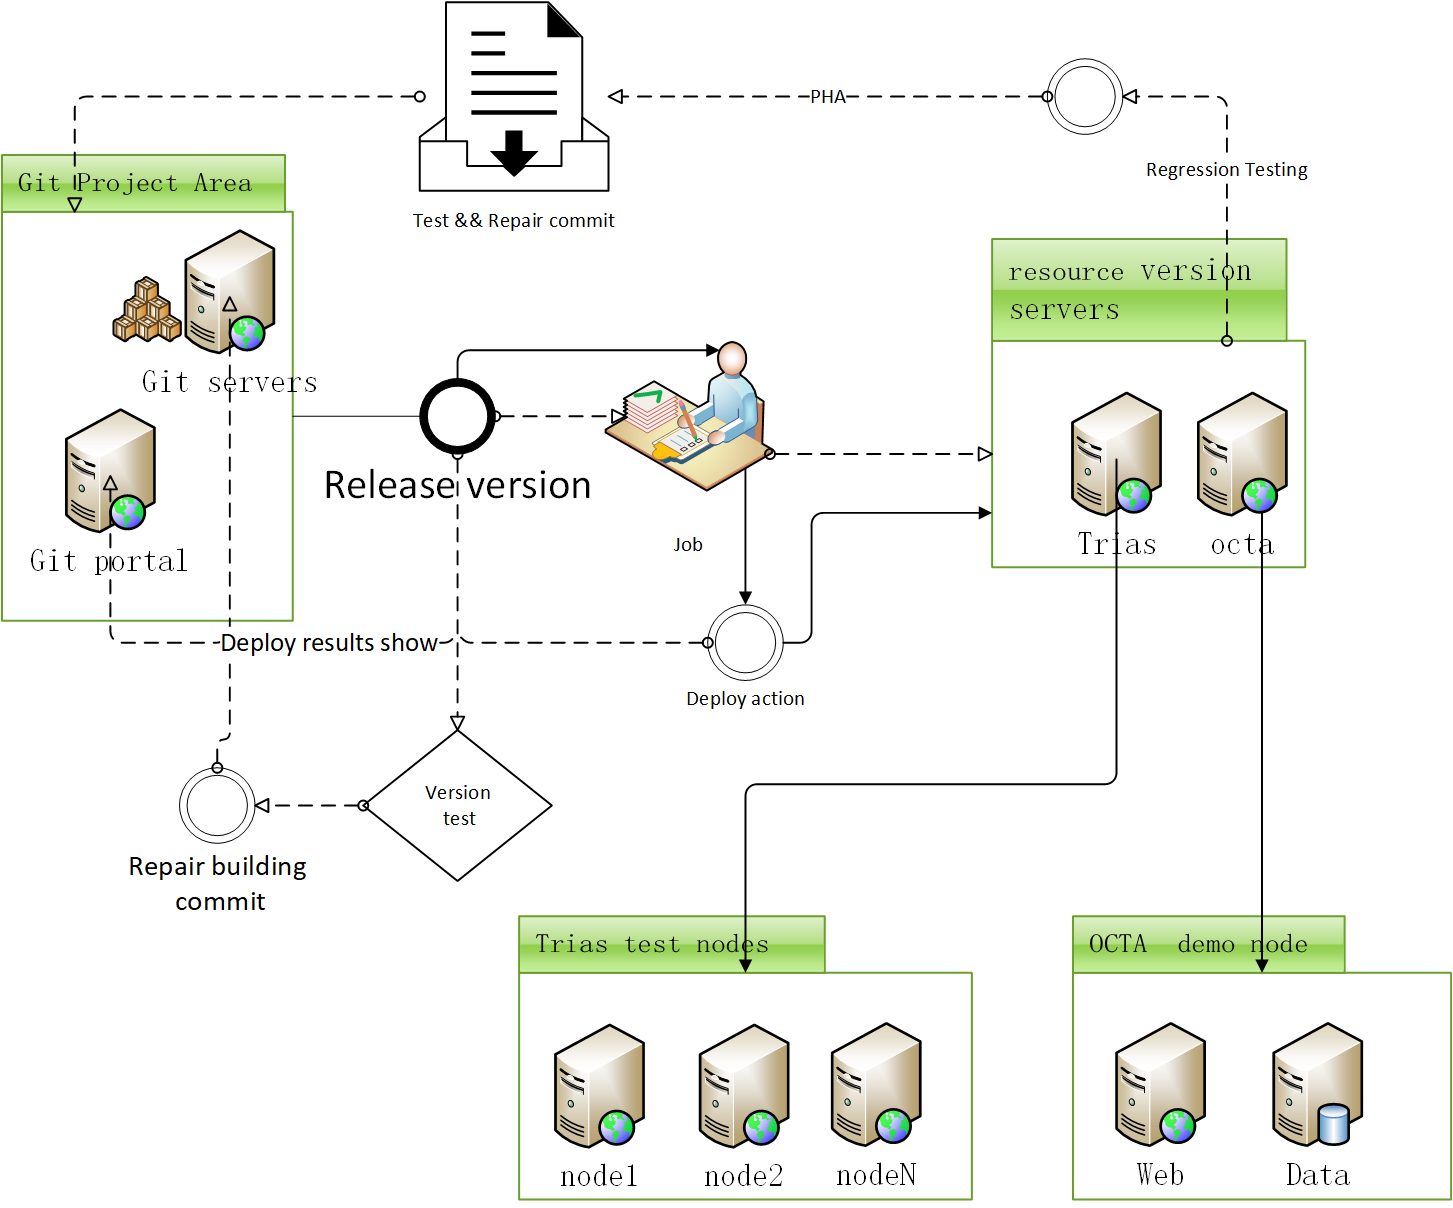 PHA
Regression Testing
Git Project Area
Test && Repair commit
resource version
servers
Git servers
Release version
Git portal
Job
Trias
octa
Deploy results show
Deploy action
Version
test
Repair building
commit
Trias test nodes
OCTA demo node
node1
node2
nodeN
Web
Data